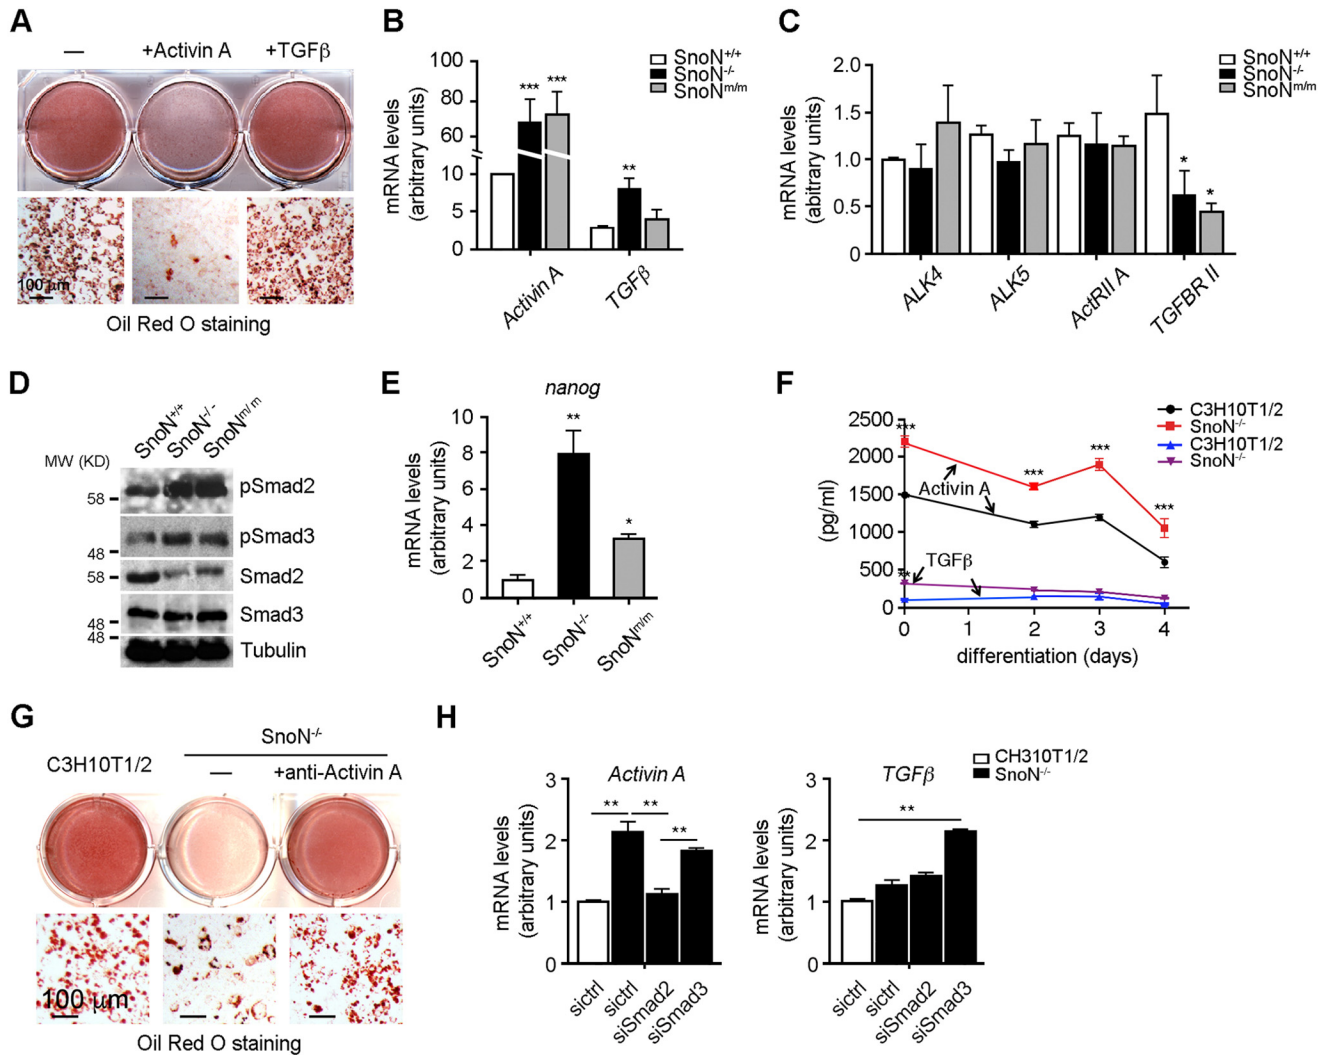 A
— +Activin A +TGFβ
100 μm
Oil Red O staining
B
SnoN+/+
SnoN-/-
SnoNm/m
mRNA levels
(arbitrary units)
100
80
60
10
5
0
*** ***
**
Activin A
TGFβ
C
SnoN+/+
SnoN-/-
SnoNm/m
mRNA levels
(abitrary units)
2.0
1.5
1.0
0.5
0
*
*
ALK4
ALK5
ActRII A
TGFBR II
D
SnoN+/+
SnoN-/-
SnoNm/m
MW (KD)
58
pSmad2
48
pSmad3
58
Smad2
48
Smad3
48
Tubulin
E
nanog
mRNA levels
(arbitrary units)
10
8
6
4
2
0
**
*
SnoN+/+
SnoN-/-
SnoNm/m
F
C3H10T1/2
SnoN-/-
C3H10T1/2
SnoN-/-
(pg/ml)
2500
2000
1500
1000
500
0
***
***
***
***
**
Activin A
TGFβ
0 1 2 3 4
differentiation (days)
G
SnoN-/-
C3H10T1/2 — +anti-Activin A
100 μm
Oil Red O staining
H
CH310T1/2
SnoN-/-
Activin A
mRNA levels
(arbitrary units)
3
2
1
0
** **
**
sictrl
sictrl
siSmad2
siSmad3
TGFβ
mRNA levels
(arbitrary units)
3
2
1
0
**
sictrl
sictrl
siSmad2
siSmad3